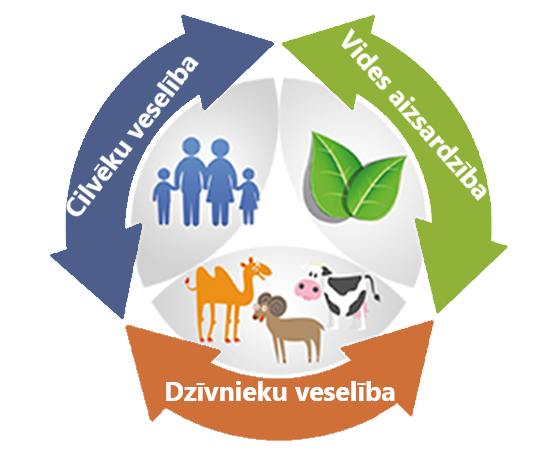 Cilvēku veselība
Vides aizsardzība
Dzīvnieku veselība